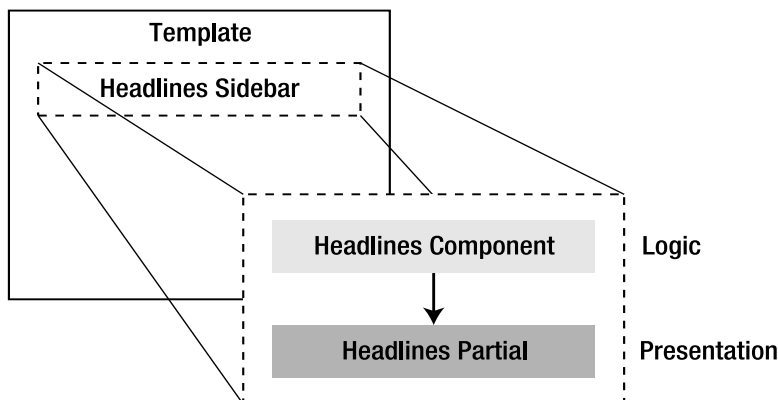 Template
Headlines Sidebar
Headlines Component
Logic
Headlines Partial
Presentation